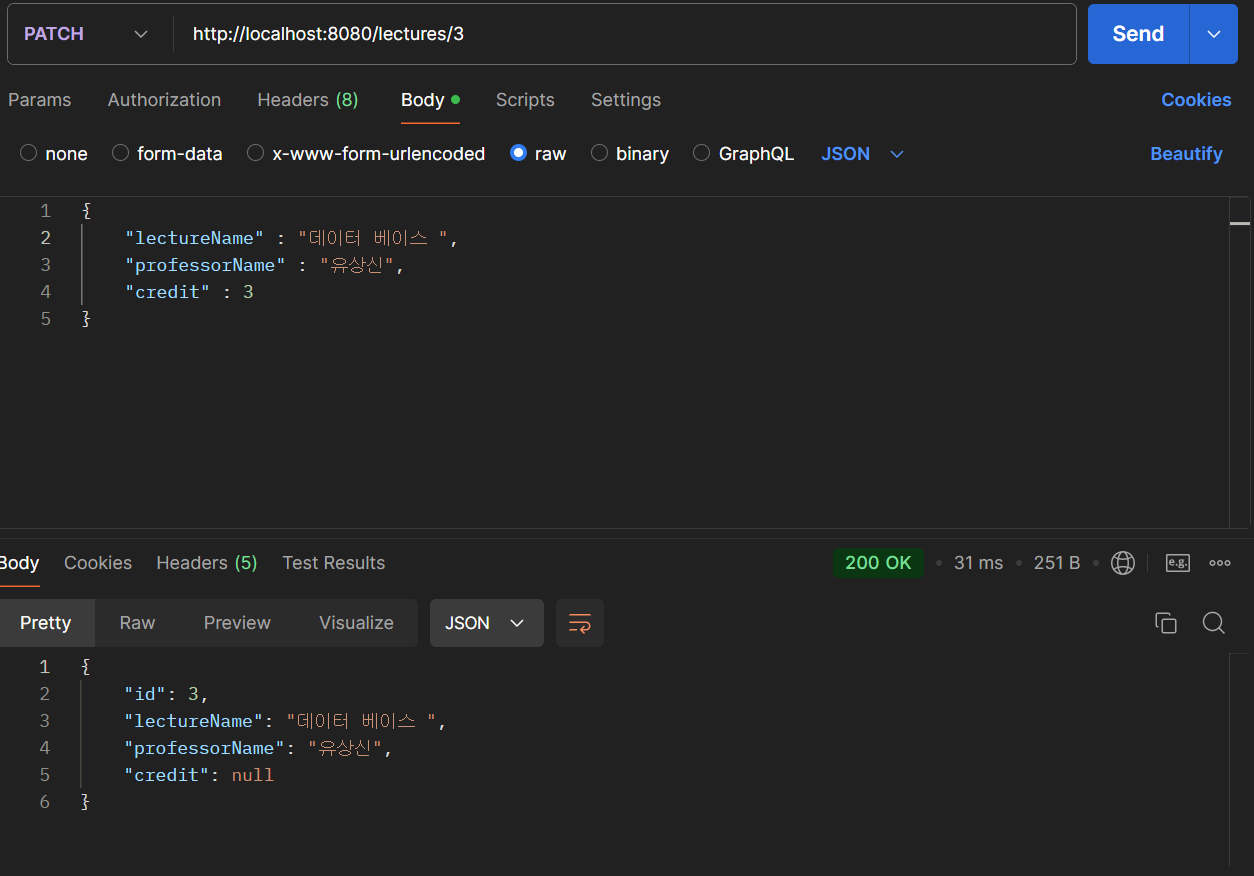 PATCH http://localhost:8080/lectures/3 Send
Params Authorization Headers (8) Body Scripts Settings Cookies
none form-data x-www-form-urlencoded raw binary GraphQL JSON Beautify
1 {
2 "lectureName" : "데이터 베이스 ",
3 "professorName" : "유상신",
4 "credit" : 3
5 }
Body Cookies Headers (5) Test Results 200 OK • 31 ms • 251 B • e.g.
Pretty Raw Preview Visualize JSON
1 {
2 "id": 3,
3 "lectureName": "데이터 베이스 ",
4 "professorName": "유상신",
5 "credit": null
6 }